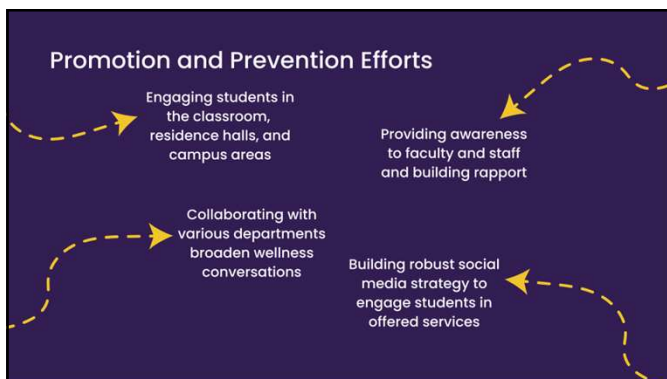 Promotion and Prevention Efforts
Engaging students in
the classroom,
residence halls, and
campus areas
Providing awareness
to faculty and staff
and building rapport
Collaborating with
various departments
broaden wellness
conversations
Building robust social
media strategy to
engage students in
offered services